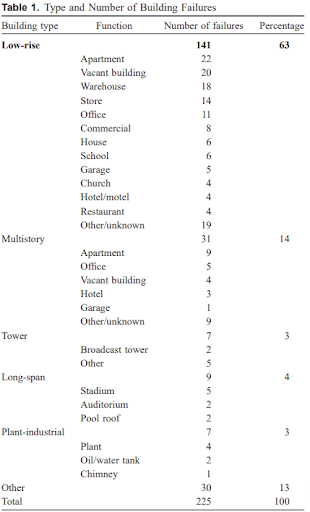 Table 1. Type and Number of Building Failures
Building type Function Number of failures Percentage
Low-rise 141 63
Apartment 22
Vacant building 20
Warehouse 18
Store 14
Office 11
Commercial 8
House 6
School 6
Garage 5
Church 4
Hotel/motel 4
Restaurant 4
Other/unknown 19
Multistory 31 14
Apartment 9
Office 5
Vacant building 4
Hotel 3
Garage 1
Other/unknown 9
Tower 7 3
Broadcast tower 2
Other 5
Long-span 9 4
Stadium 5
Auditorium 2
Pool roof 2
Plant-industrial 7 3
Plant 4
Oil/water tank 2
Chimney 1
Other 30 13
Total 225 100